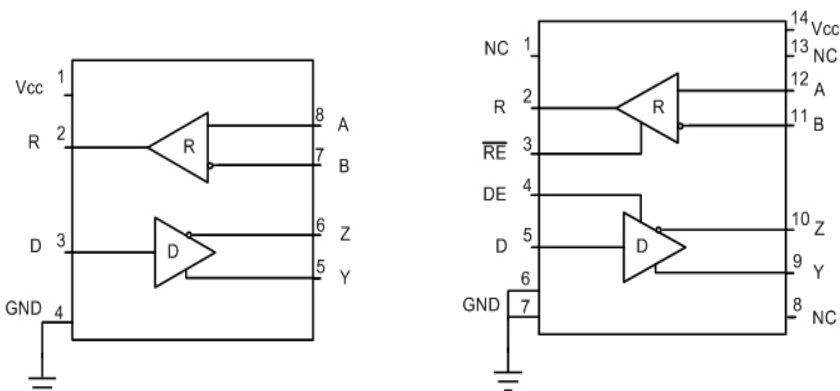 1
Vcc
R 2
R
8 A
7 B
D 3
D
6 Z
5 Y
GND 4
14 Vcc
NC 1
13 NC
12 A
R 2
R
11 B
RE 3
DE 4
10 Z
D 5
D
9 Y
6
GND
7
8 NC